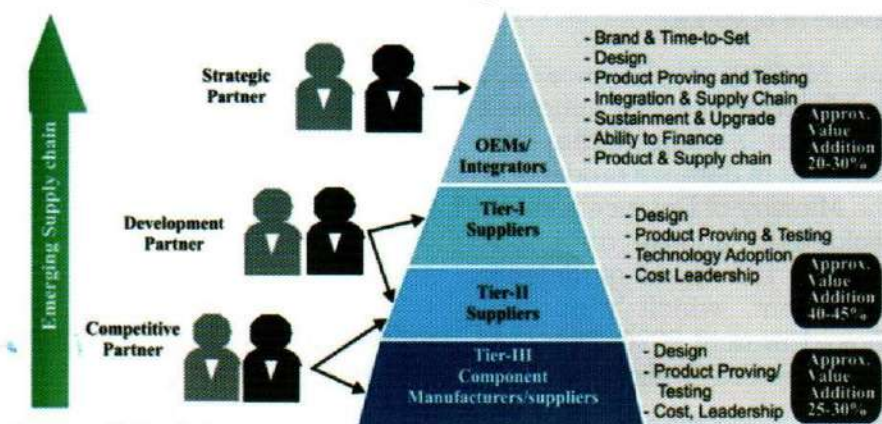 Emerging Supply chain
Strategic
Partner
Development
Partner
Competitive
Partner
OEMs/
Integrators
Tier-I
Suppliers
Tier-II
Suppliers
Tier-III
Component
Manufacturers/suppliers
- Brand & Time-to-Set
- Design
- Product Proving and Testing
- Integration & Supply Chain
- Sustainment & Upgrade
- Ability to Finance
- Product & Supply chain
Approx.
Value
Addition
20-30%
- Design
- Product Proving & Testing
- Technology Adoption
- Cost Leadership
Approx.
Value
Addition
40-45%
- Design
- Product Proving/
Testing
- Cost, Leadership
Approx.
Value
Addition
25-30%